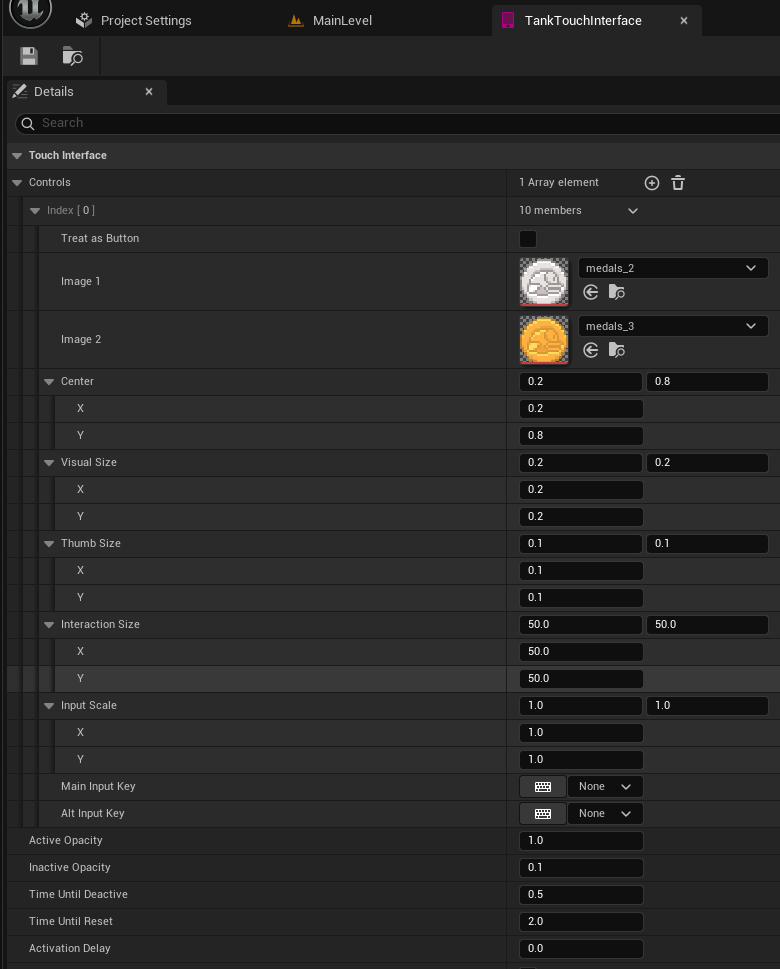 Project Settings MainLevel TankTouchInterface
Details
Search
Touch Interface
Controls 1 Array element
Index [ 0 ] 10 members
Treat as Button
Image 1 medals_2
Image 2 medals_3
Center 0.2 0.8
X 0.2
Y 0.8
Visual Size 0.2 0.2
X 0.2
Y 0.2
Thumb Size 0.1 0.1
X 0.1
Y 0.1
Interaction Size 50.0 50.0
X 50.0
Y 50.0
Input Scale 1.0 1.0
X 1.0
Y 1.0
Main Input Key None
Alt Input Key None
Active Opacity 1.0
Inactive Opacity 0.1
Time Until Deactive 0.5
Time Until Reset 2.0
Activation Delay 0.0